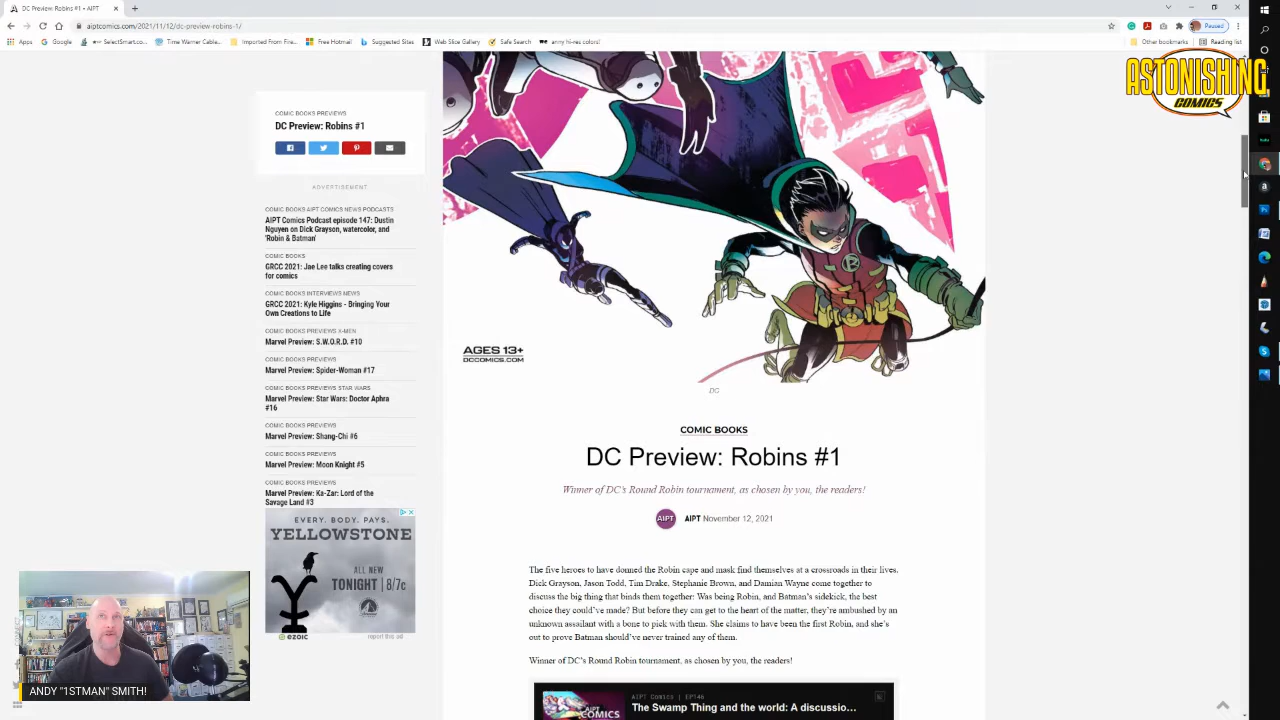 DC Preview: Robins #1 • AIPT
aiptcomics.com/2021/11/12/dc-preview-robins-1/
Paused
Apps
Google
SelectSmart.co...
Time Warner Cable...
Imported From Fire...
Free Hotmail
Suggested Sites
Web Slice Gallery
Safe Search
army hi-res colors!
Other bookmarks
Reading list
ASTONISHING
COMICS
COMIC BOOKS PREVIEWS
DC Preview: Robins #1
ADVERTISEMENT
COMIC BOOKS AIPT COMICS NEWS PODCASTS
AIPT Comics Podcast episode 147: Dustin
Nguyen on Dick Grayson, watercolor, and
'Robin & Batman'
COMIC BOOKS
GRCC 2021: Jae Lee talks creating covers
for comics
COMIC BOOKS INTERVIEWS NEWS
GRCC 2021: Kyle Higgins - Bringing Your
Own Creations to Life
COMIC BOOKS PREVIEWS X-MEN
Marvel Preview: S.W.O.R.D. #10
COMIC BOOKS PREVIEWS
Marvel Preview: Spider-Woman #17
COMIC BOOKS PREVIEWS STAR WARS
Marvel Preview: Star Wars: Doctor Aphra
#16
COMIC BOOKS PREVIEWS
Marvel Preview: Shang-Chi #6
COMIC BOOKS PREVIEWS
Marvel Preview: Moon Knight #5
COMIC BOOKS PREVIEWS
Marvel Preview: Ka-Zar: Lord of the
Savage Land #3
EVERY. BODY. PAYS.
YELLOWSTONE
ALL NEW
TONIGHT 8/7c
ezoic
report this ad
ANDY "1STMAN" SMITH!
R
AGES 13+
DCCOMICS.COM
DC
COMIC BOOKS
DC Preview: Robins #1
Winner of DC's Round Robin tournament, as chosen by you, the readers!
AIPT AIPT November 12, 2021
The five heroes to have donned the Robin cape and mask find themselves at a crossroads in their lives.
Dick Grayson, Jason Todd, Tim Drake, Stephanie Brown, and Damian Wayne come together to
discuss the big thing that binds them together: Was being Robin, and Batman's sidekick, the best
choice they could've made? But before they can get to the heart of the matter, they're ambushed by an
unknown assailant with a bone to pick with them. She claims to have been the first Robin, and she's
out to prove Batman should've never trained any of them.
Winner of DC's Round Robin tournament, as chosen by you, the readers!
AIPT Comics | EP146
The Swamp Thing and the world: A discussio...
AIPT
COMICS